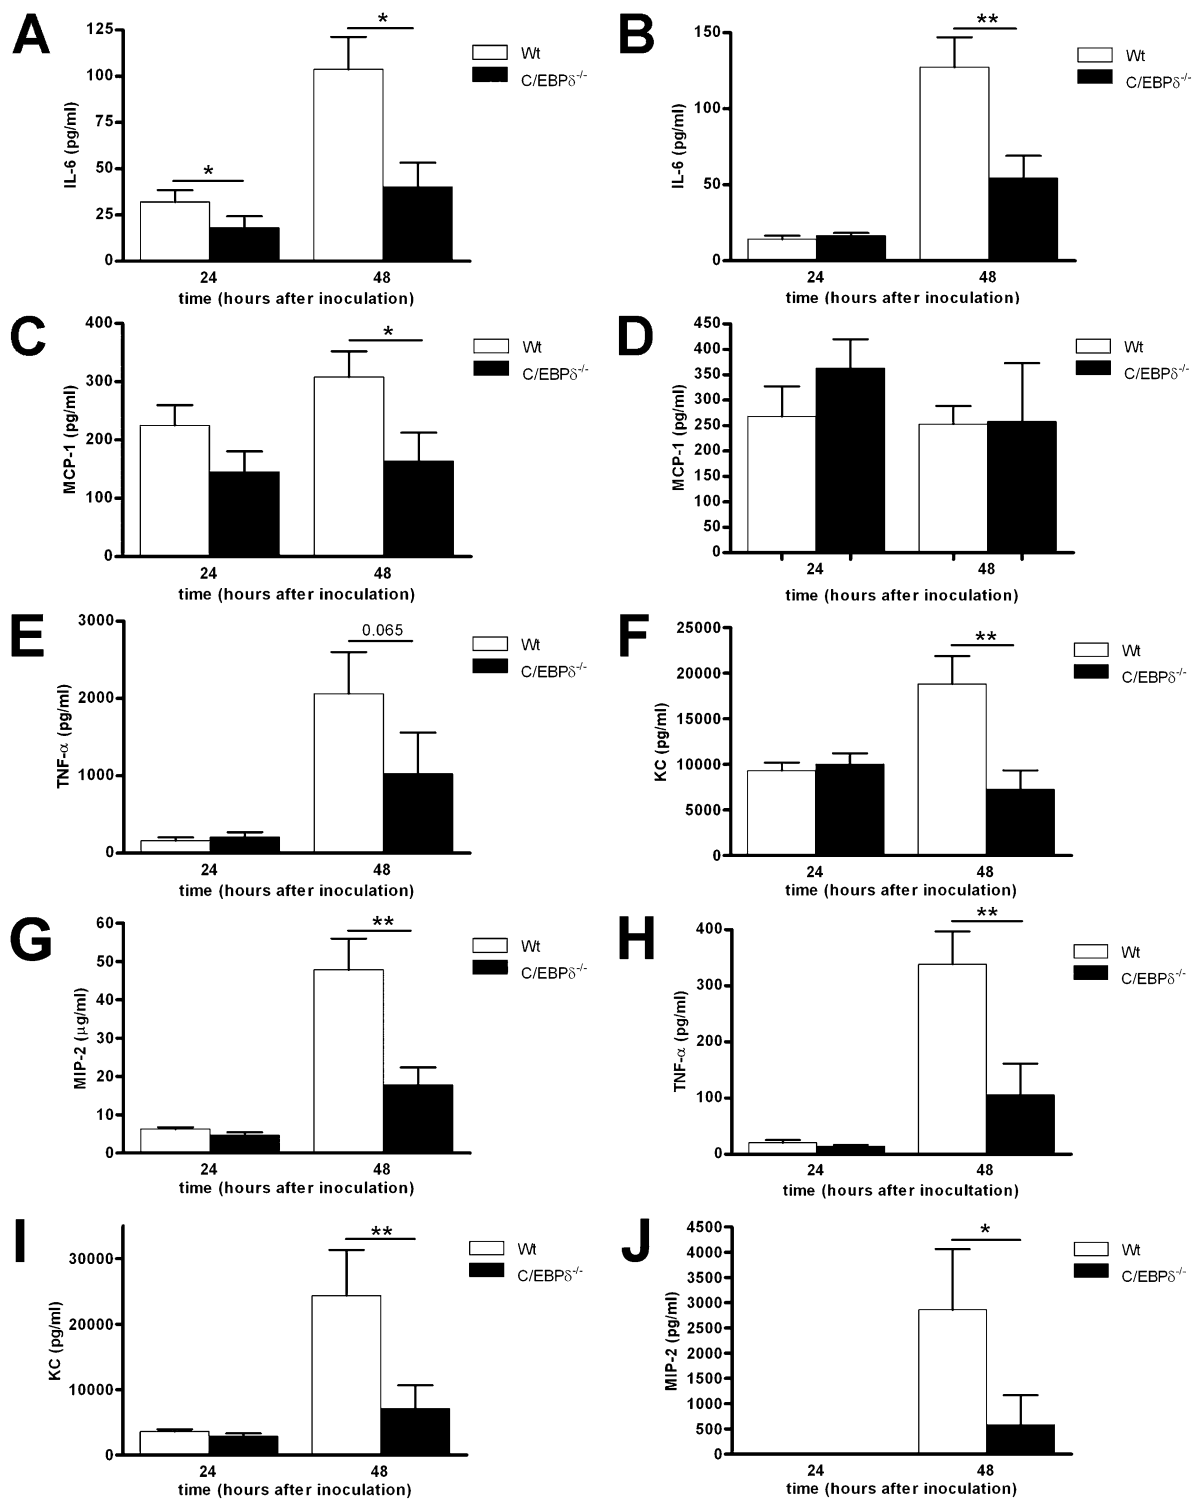 A
125
100
75
50
25
0
IL-6 (pg/ml)
*
*
24
48
time (hours after inoculation)
Wt
C/EBPδ-/-
B
150
100
50
0
IL-6 (pg/ml)
**
24
48
time (hours after inoculation)
Wt
C/EBPδ-/-
C
400
300
200
100
0
MCP-1 (pg/ml)
*
24
48
time (hours after inoculation)
Wt
C/EBPδ-/-
D
450
400
350
300
250
200
150
100
50
0
MCP-1 (pg/ml)
24
48
time (hours after inoculation)
Wt
C/EBPδ-/-
E
3000
2000
1000
0
TNF-α (pg/ml)
0.065
24
48
time (hours after inoculation)
Wt
C/EBPδ-/-
F
25000
20000
15000
10000
5000
0
KC (pg/ml)
**
24
48
time (hours after inoculation)
Wt
C/EBPδ-/-
G
60
50
40
30
20
10
0
MIP-2 (µg/ml)
**
24
48
time (hours after inoculation)
Wt
C/EBPδ-/-
H
400
300
200
100
0
TNF-α (pg/ml)
**
24
48
time (hours after inocultation)
Wt
C/EBPδ-/-
I
30000
20000
10000
0
KC (pg/ml)
**
24
48
time (hours after inoculation)
Wt
C/EBPδ-/-
J
4500
4000
3500
3000
2500
2000
1500
1000
500
0
MIP-2 (pg/ml)
*
24
48
time (hours after inoculation)
Wt
C/EBPδ-/-